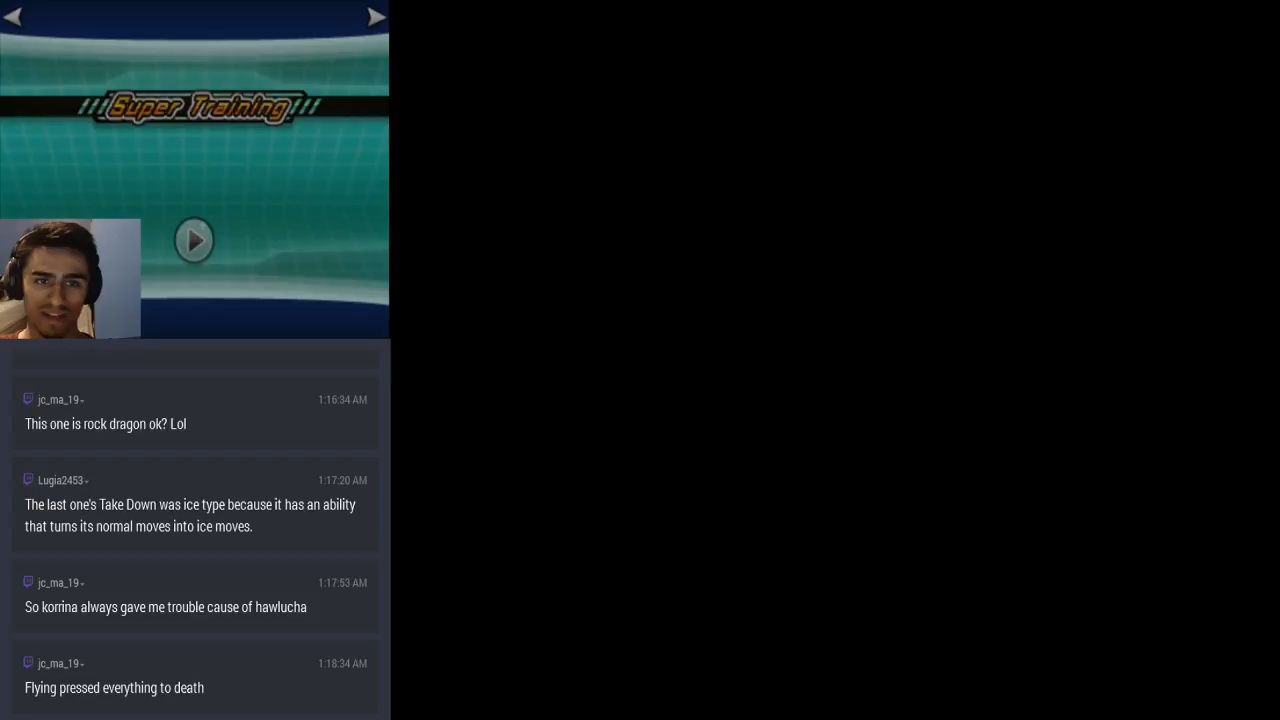 Super Training
jc_ma_19
1:16:34 AM
This one is rock dragon ok? Lol
Lugia2453
1:17:20 AM
The last one's Take Down was ice type because it has an ability
that turns its normal moves into ice moves.
jc_ma_19
1:17:53 AM
So korrina always gave me trouble cause of hawlucha
jc_ma_19
1:18:34 AM
Flying pressed everything to death